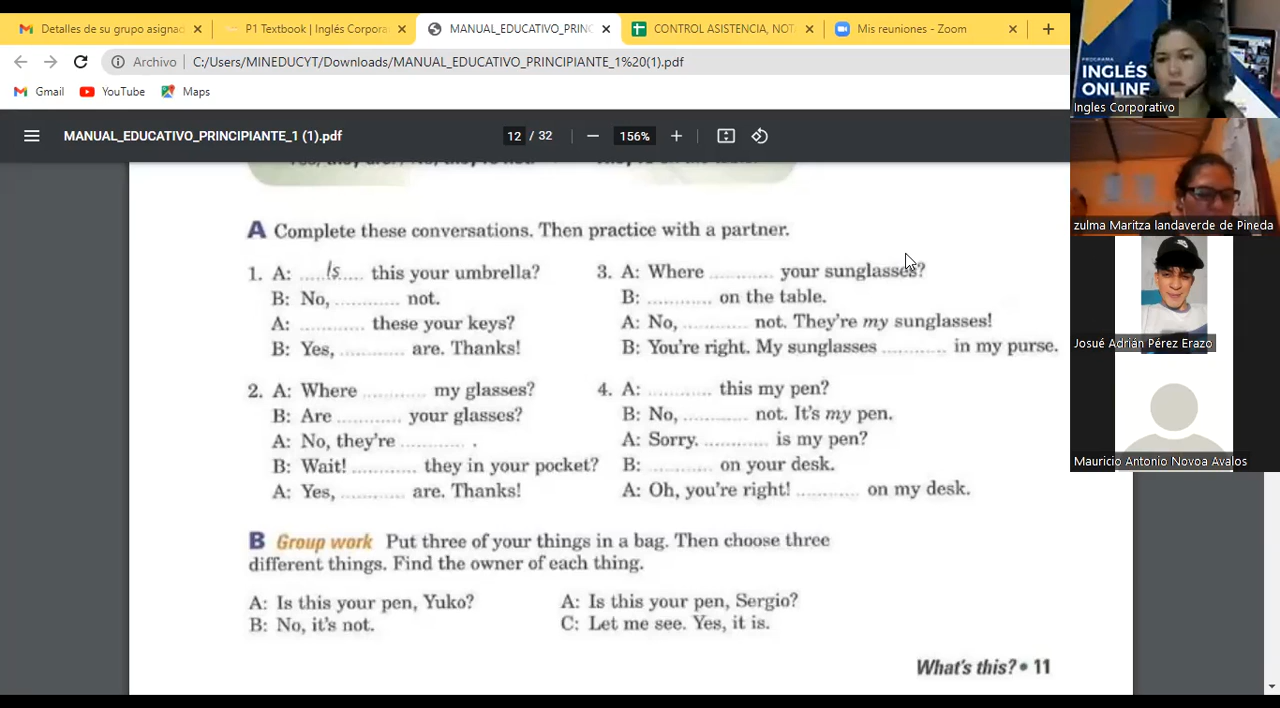 Detalles de su grupo asignac
P1 Textbook | Inglés Corpora
MANUAL_EDUCATIVO_PRINC
CONTROL ASISTENCIA, NOT
Mis reuniones - Zoom
Archivo
C:/Users/MINEDUCYT/Downloads/MANUAL_EDUCATIVO_PRINCIPIANTE_1%20(1).pdf
Gmail
YouTube
Maps
MANUAL_EDUCATIVO_PRINCIPIANTE_1 (1).pdf
12 / 32
156%
A Complete these conversations. Then practice with a partner.
1. A: .....Is..... this your umbrella?
B: No, ............ not.
A: ............ these your keys?
B: Yes, ............ are. Thanks!
2. A: Where ............ my glasses?
B: Are ............ your glasses?
A: No, they're ............ .
B: Wait! ............ they in your pocket?
A: Yes, ............ are. Thanks!
3. A: Where ............ your sunglasses?
B: ............ on the table.
A: No, ............ not. They're my sunglasses!
B: You're right. My sunglasses ............ in my purse.
4. A: ............ this my pen?
B: No, ............ not. It's my pen.
A: Sorry. ............ is my pen?
B: ............ on your desk.
A: Oh, you're right! ............ on my desk.
B Group work Put three of your things in a bag. Then choose three
different things. Find the owner of each thing.
A: Is this your pen, Yuko?
B: No, it's not.
A: Is this your pen, Sergio?
C: Let me see. Yes, it is.
What's this? • 11
PROGRAMA
INGLÉS
ONLINE
Ingles Corporativo
zulma Maritza landaverde de Pineda
Josué Adrián Pérez Erazo
Mauricio Antonio Novoa Avalos